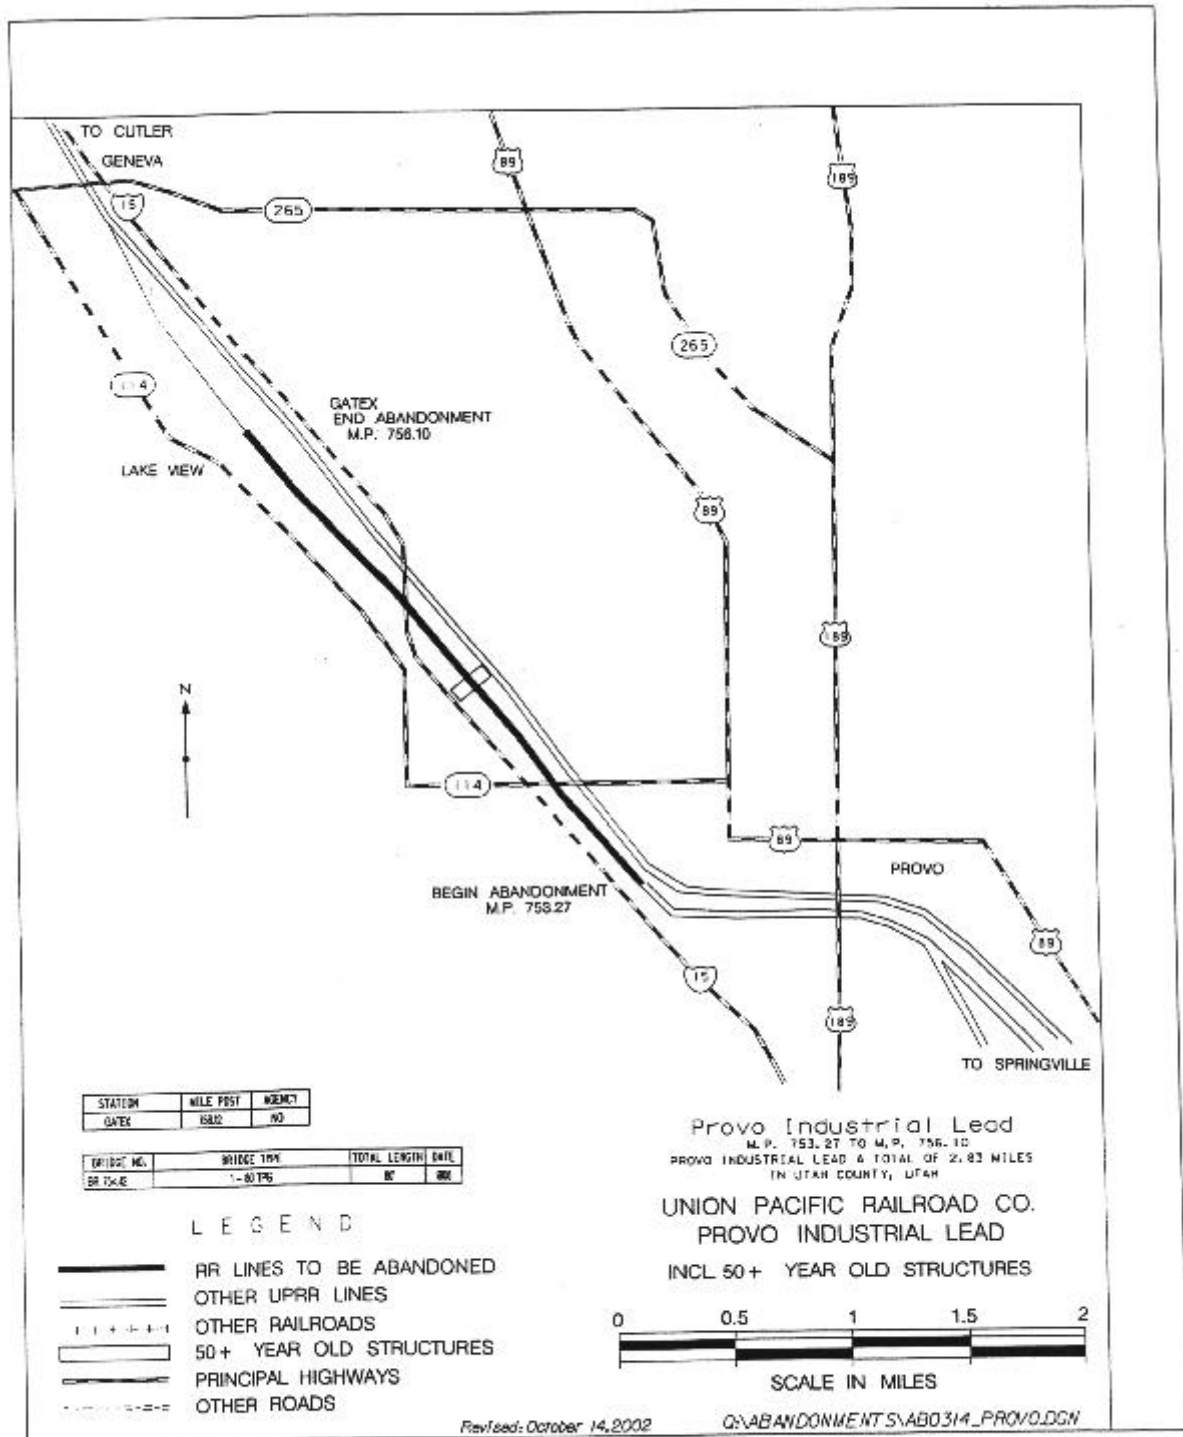 TO CUTLER
GENEVA
15
265
89
189
265
114
GATEX
END ABANDONMENT
M.P. 756.10
LAKE VIEW
89
189
N
114
89
PROVO
BEGIN ABANDONMENT
M.P. 753.27
89
15
189
TO SPRINGVILLE
STATION MILE POST AGENCY
GATEX NO
BRIDGE NO. BRIDGE TYPE TOTAL LENGTH DATE
Provo Industrial Lead
M.P. 753.27 TO M.P. 756.10
PROVO INDUSTRIAL LEAD A TOTAL OF 2.83 MILES
IN UTAH COUNTY, UTAH
UNION PACIFIC RAILROAD CO.
PROVO INDUSTRIAL LEAD
INCL 50+ YEAR OLD STRUCTURES
LEGEND
RR LINES TO BE ABANDONED
OTHER UPRR LINES
OTHER RAILROADS
50+ YEAR OLD STRUCTURES
PRINCIPAL HIGHWAYS
OTHER ROADS
0 0.5 1 1.5 2
SCALE IN MILES
Revised: October 14, 2002
G:\ABANDONMENTS\AB0314_PROVO.DGN